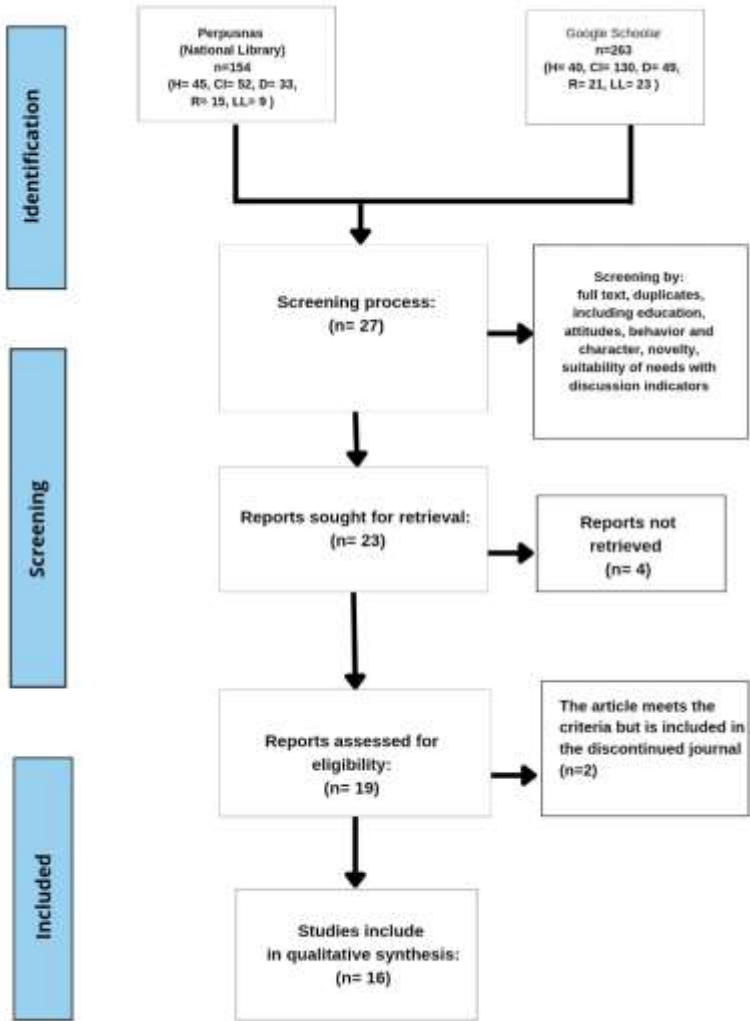 Identification
Perpusnas
(National Library)
n=154
(H= 45, CI= 52, D= 33,
R= 15, LL= 9 )
Google Schoolar
n=263
(H= 40, CI= 130, D= 49,
R= 21, LL= 23 )
Screening process:
(n= 27)
Screening by:
full text, duplicates,
including education,
attitudes, behavior and
character, novelty,
suitability of needs with
discussion indicators
Screening
Reports sought for retrieval:
(n= 23)
Reports not
retrieved
(n= 4)
Reports assessed for
eligibility:
(n= 19)
The article meets the
criteria but is included in
the discontinued journal
(n=2)
Included
Studies include
in qualitative synthesis:
(n= 16)